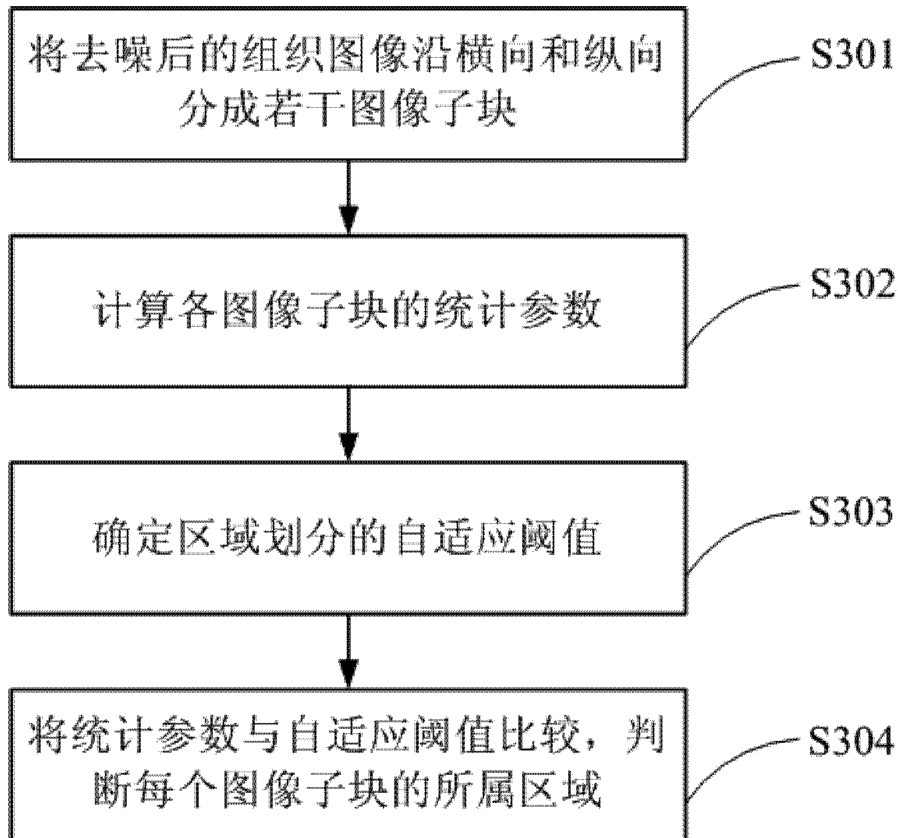 将去噪后的组织图像沿横向和纵向
分成若干图像子块
S301
计算各图像子块的统计参数
S302
确定区域划分的自适应阈值
S303
将统计参数与自适应阈值比较，判
断每个图像子块的所属区域
S304